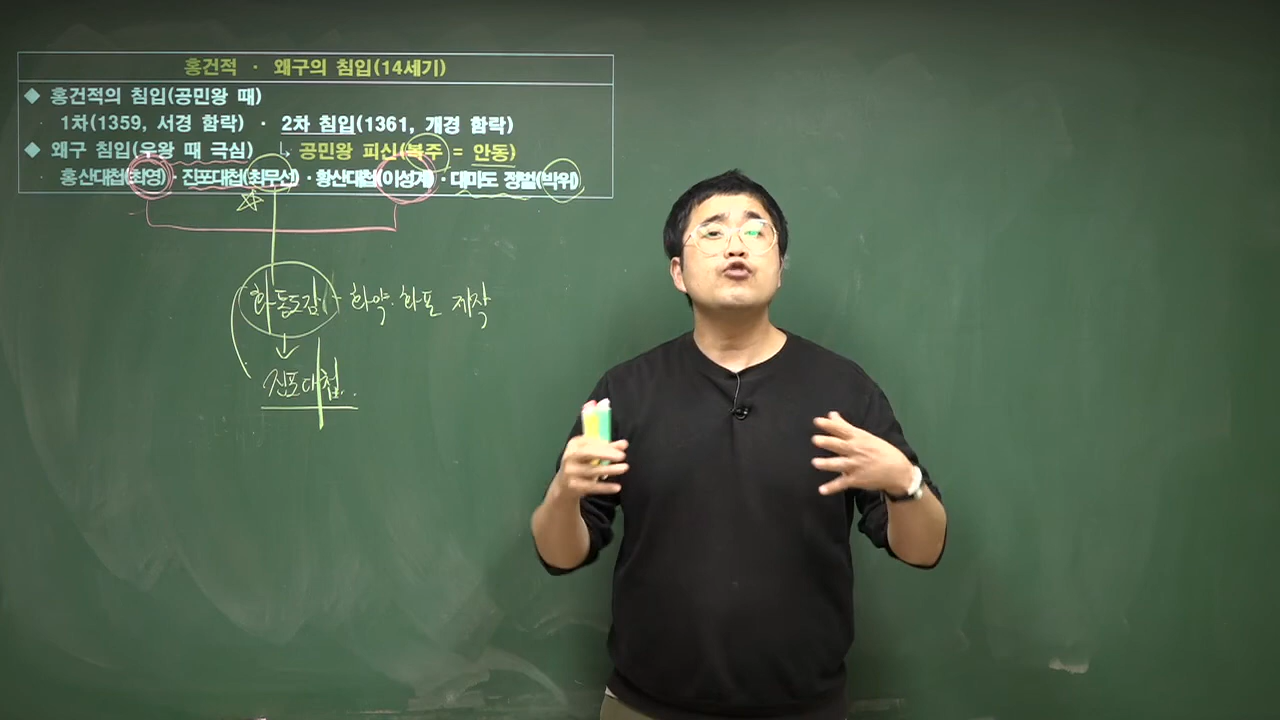 홍건적 · 왜구의 침입(14세기)
◆ 홍건적의 침입(공민왕 때)
· 1차(1359, 서경 함락) · 2차 침입(1361, 개경 함락)
◆ 왜구 침입(우왕 때 극심) ↳ 공민왕 피신(복주 = 안동)
· 홍산대첩(최영) · 진포대첩(최무선) · 황산대첩(이성계) · 대마도 정벌(박위)
화통도감 - 화약·화포 제작
↓
진포대첩..